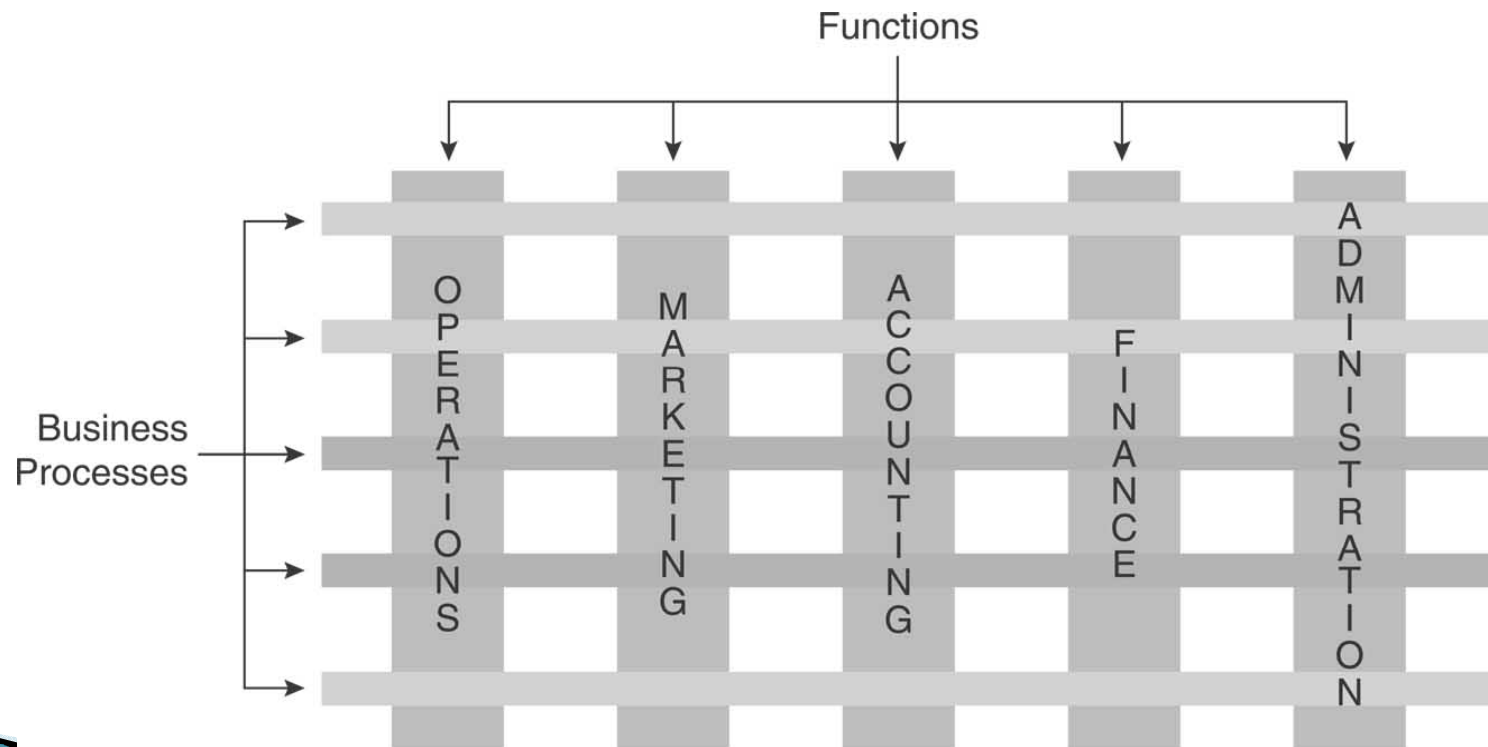 Functions
Business
Processes
OPERATIONS
MARKETING
ACCOUNTING
FINANCE
ADMINISTRATION